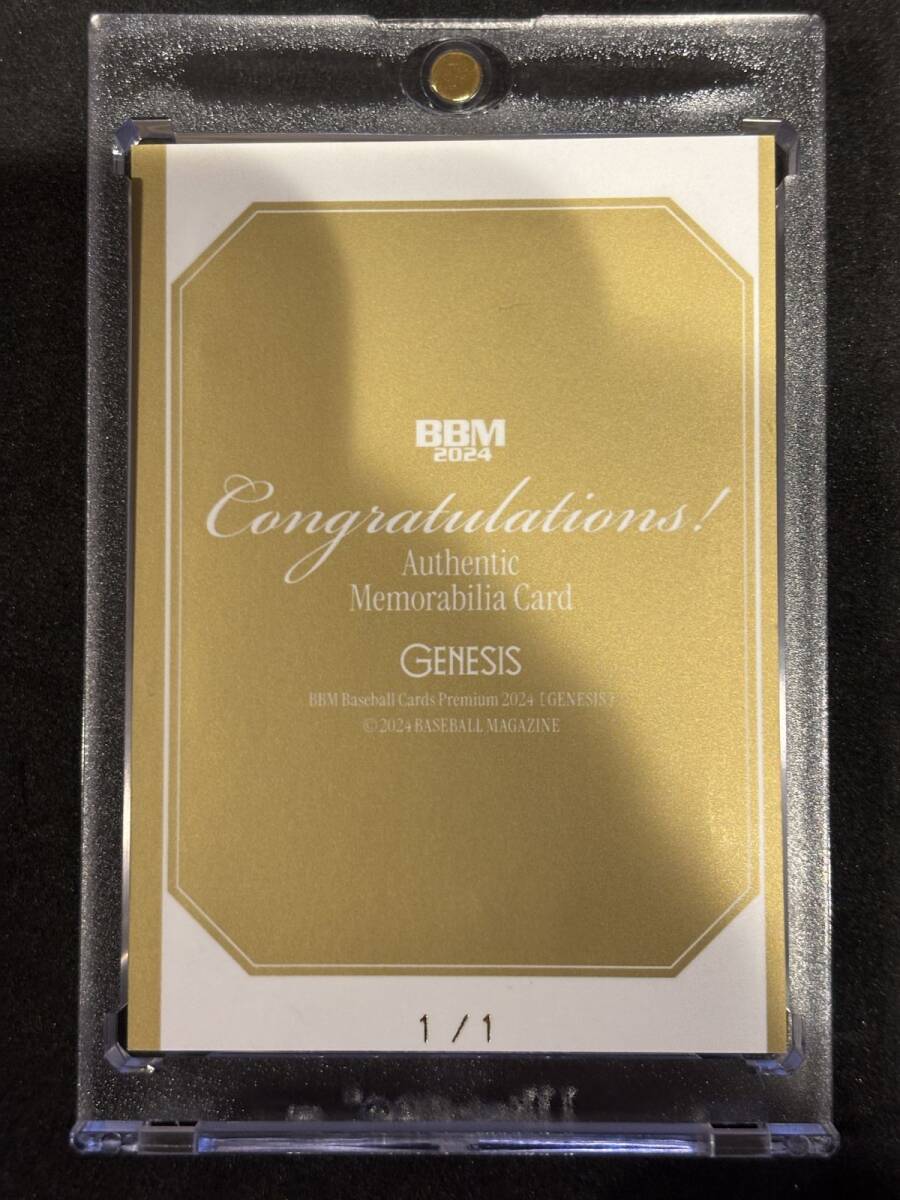 BBM
2024
Congratulations!
Authentic
Memorabilia Card
GENESIS
BBM Baseball Cards Premium 2024 [GENESIS]
©2024 BASEBALL MAGAZINE
1/1